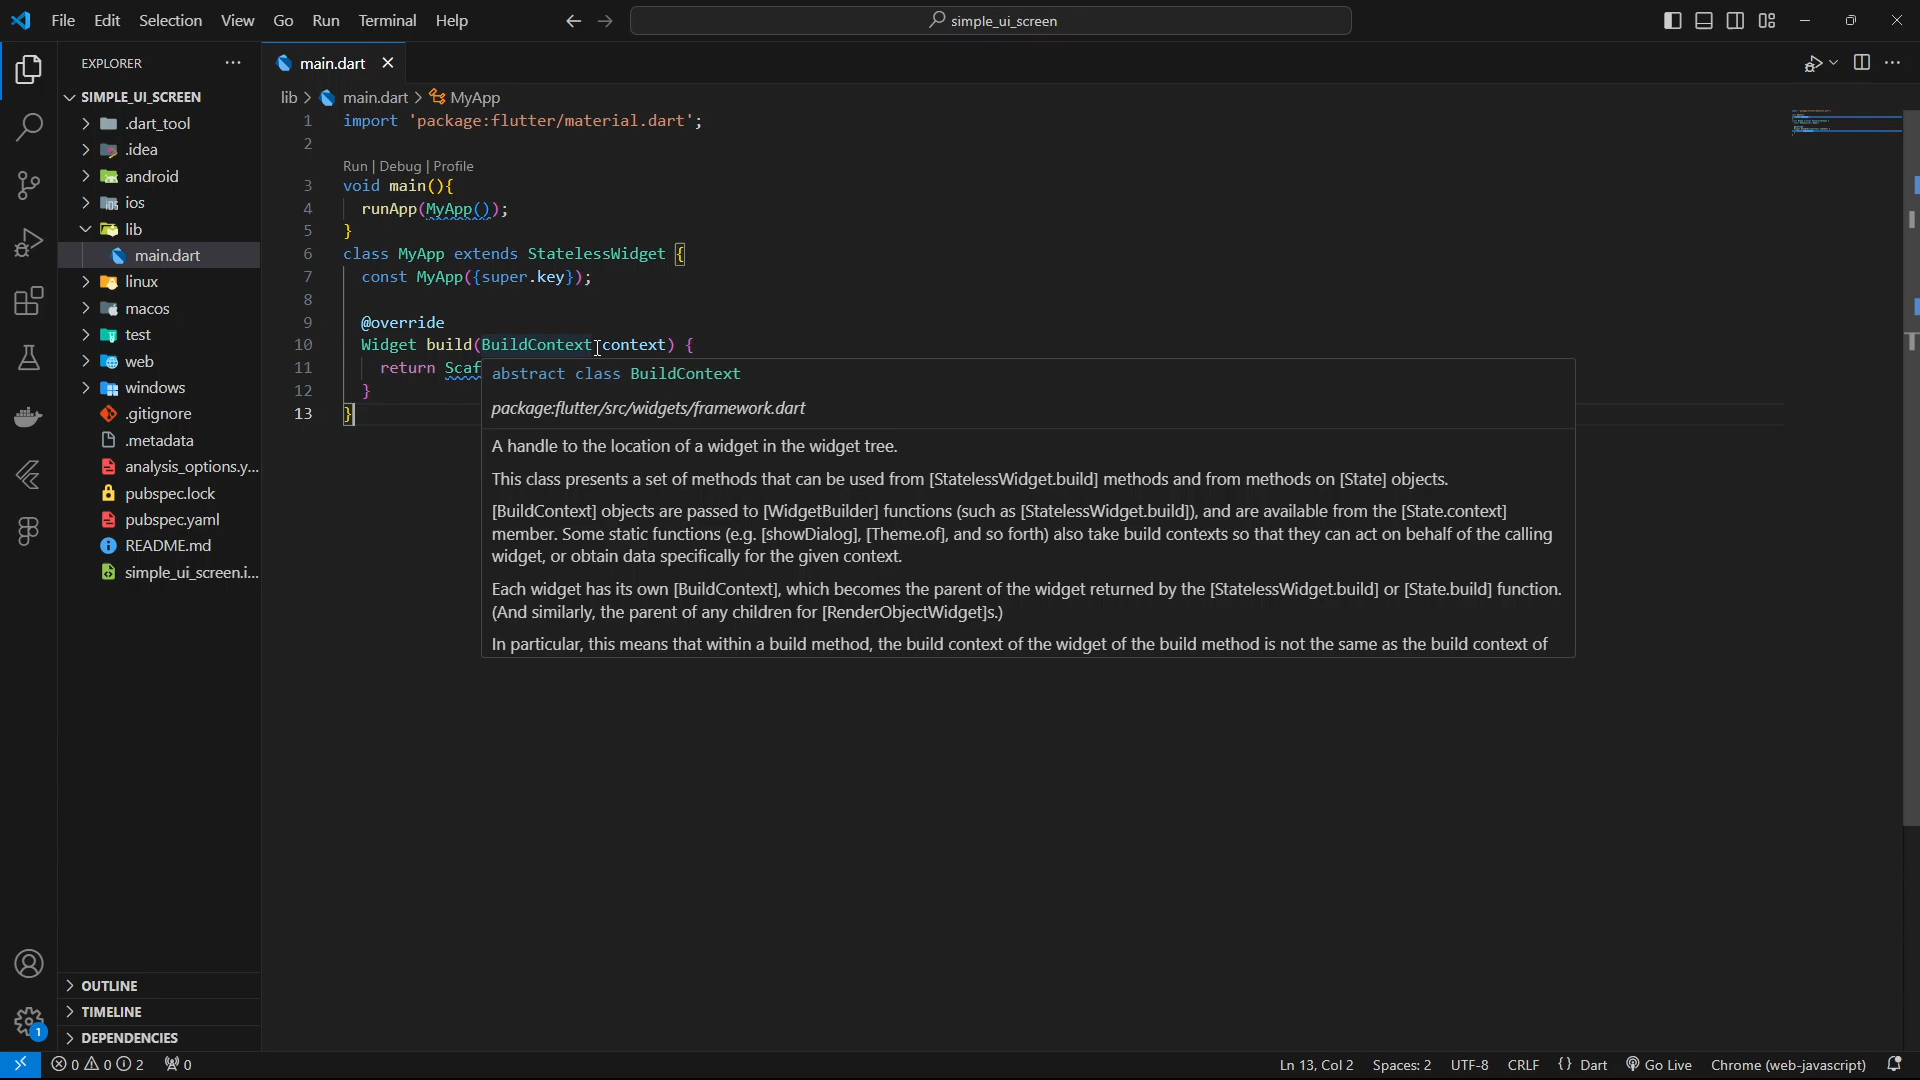 File Edit Selection View Go Run Terminal Help
simple_ui_screen
EXPLORER
main.dart
SIMPLE_UI_SCREEN
.dart_tool
.idea
android
ios
lib
main.dart
linux
macos
test
web
windows
.gitignore
.metadata
analysis_options.y...
pubspec.lock
pubspec.yaml
README.md
simple_ui_screen.i...
OUTLINE
TIMELINE
DEPENDENCIES
lib > main.dart > MyApp
1 import 'package:flutter/material.dart';
2
Run | Debug | Profile
3 void main(){
4 runApp(MyApp());
5 }
6 class MyApp extends StatelessWidget {
7 const MyApp({super.key});
8
9 @override
10 Widget build(BuildContext context) {
11 return Scaf
12 }
13 }
abstract class BuildContext
package:flutter/src/widgets/framework.dart
A handle to the location of a widget in the widget tree.
This class presents a set of methods that can be used from [StatelessWidget.build] methods and from methods on [State] objects.
[BuildContext] objects are passed to [WidgetBuilder] functions (such as [StatelessWidget.build]), and are available from the [State.context]
member. Some static functions (e.g. [showDialog], [Theme.of], and so forth) also take build contexts so that they can act on behalf of the calling
widget, or obtain data specifically for the given context.
Each widget has its own [BuildContext], which becomes the parent of the widget returned by the [StatelessWidget.build] or [State.build] function.
(And similarly, the parent of any children for [RenderObjectWidget]s.)
In particular, this means that within a build method, the build context of the widget of the build method is not the same as the build context of
1
0 0 2 0
Ln 13, Col 2 Spaces: 2 UTF-8 CRLF {} Dart Go Live Chrome (web-javascript)